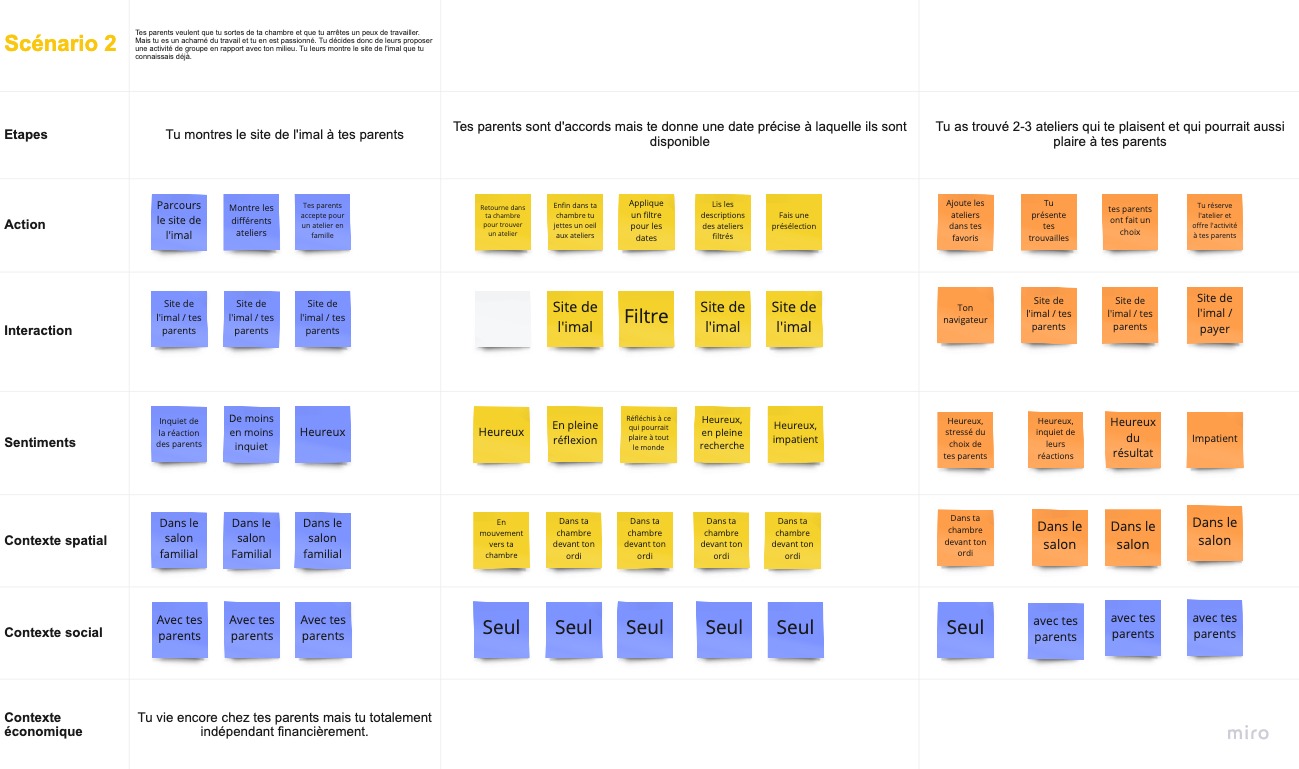 Scénario 2
Tes parents veulent que tu sortes de ta chambre et que tu arrêtes un peux de travailler.
Mais tu es un acharné du travail et tu en est passionné. Tu décides donc de leurs proposer
une activité de groupe en rapport avec ton milieu. Tu leurs montre le site de l'imal que tu
connaissais déjà.
Etapes
Tu montres le site de l'imal à tes parents
Tes parents sont d'accords mais te donne une date précise à laquelle ils sont
disponible
Tu as trouvé 2-3 ateliers qui te plaisent et qui pourrait aussi
plaire à tes parents
Action
Parcours
le site de
l'imal
Montre les
différents
ateliers
Tes parents
accepte pour
un atelier en
famille
Retourne dans
ta chambre
pour trouver
un atelier
Enfin dans ta
chambre tu
jettes un oeil
aux ateliers
Applique
un filtre
pour les
dates
Lis les
descriptions
des ateliers
filtrés
Fais une
présélection
Ajoute les
ateliers
dans tes
favoris
Tu
présente
tes
trouvailles
tes parents
ont fait un
choix
Tu réserve
l'atelier et
offre l'activité
à tes parents
Interaction
Site de
l'imal / tes
parents
Site de
l'imal / tes
parents
Site de
l'imal / tes
parents
Site de
l'imal
Filtre
Site de
l'imal
Site de
l'imal
Ton
navigateur
Site de
l'imal / tes
parents
Site de
l'imal / tes
parents
Site de
l'imal /
payer
Sentiments
Inquiet de
la réaction
des parents
De moins
en moins
inquiet
Heureux
Heureux
En pleine
réflexion
Réfléchis à ce
qui pourrait
plaire à tout
le monde
Heureux,
en pleine
recherche
Heureux,
impatient
Heureux,
stressé du
choix de
tes parents
Heureux,
inquiet de
leurs
réactions
Heureux
du
résultat
Impatient
Contexte spatial
Dans le
salon
familial
Dans le
salon
Familial
Dans le
salon
familial
En
mouvement
vers ta
chambre
Dans ta
chambre
devant ton
ordi
Dans ta
chambre
devant ton
ordi
Dans ta
chambre
devant ton
ordi
Dans ta
chambre
devant ton
ordi
Dans ta
chambre
devant ton
ordi
Dans le
salon
Dans le
salon
Dans le
salon
Contexte social
Avec tes
parents
Avec tes
parents
Avec tes
parents
Seul
Seul
Seul
Seul
Seul
Seul
avec tes
parents
avec tes
parents
avec tes
parents
Contexte
économique
Tu vie encore chez tes parents mais tu totalement
indépendant financièrement.
miro